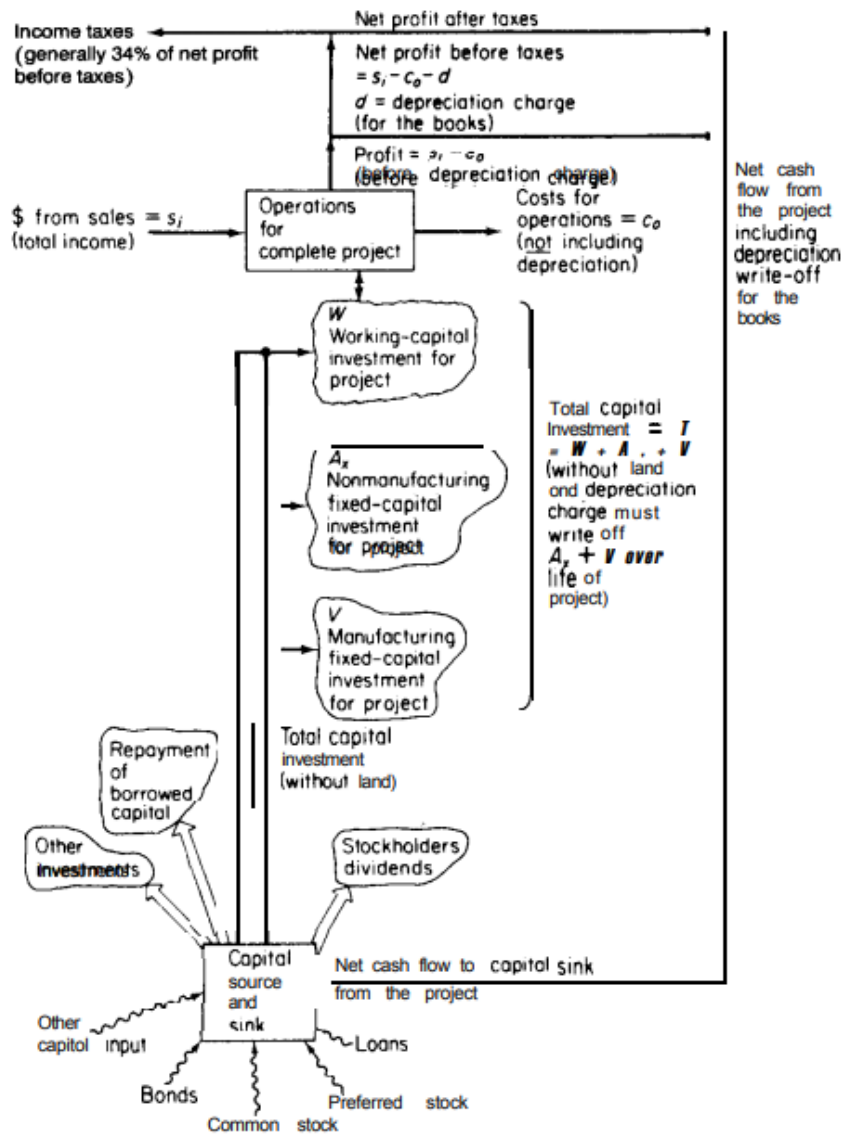 Net profit after taxes
Income taxes
(generally 34% of net profit
before taxes)
Net profit before taxes
= si – co – d
d = depreciation charge
(for the books)
Profit = si – co
(before depreciation charge)
$ from sales = si
(total income)
Operations
for
complete project
Costs for
operations = co
(not including
depreciation)
Net cash
flow from
the project
including
depreciation
write-off
for the
books
W
Working-capital
investment for
project
Ax
Nonmanufacturing
fixed-capital
investment
for project
V
Manufacturing
fixed-capital
investment
for project
Total capital
Investment = T
= W + A , + V
(without land
ond depreciation
charge must
write off
Ax + V over
life of
project)
Total capital
investment
(without land)
Repayment
of
borrowed
capital
Other
investments
Stockholders
dividends
Capital
source
and
sink
Net cash flow to capital sink
from the project
Other
capitol input
Bonds
Common stock
Preferred stock
Loans